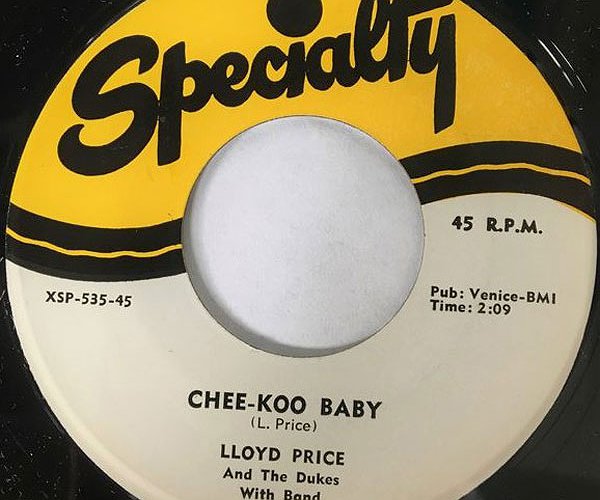 Specialty
45 R.P.M.
XSP-535-45
Pub: Venice-BMI
Time: 2:09
CHEE-KOO BABY
(L. Price)
LLOYD PRICE
And The Dukes
With Band